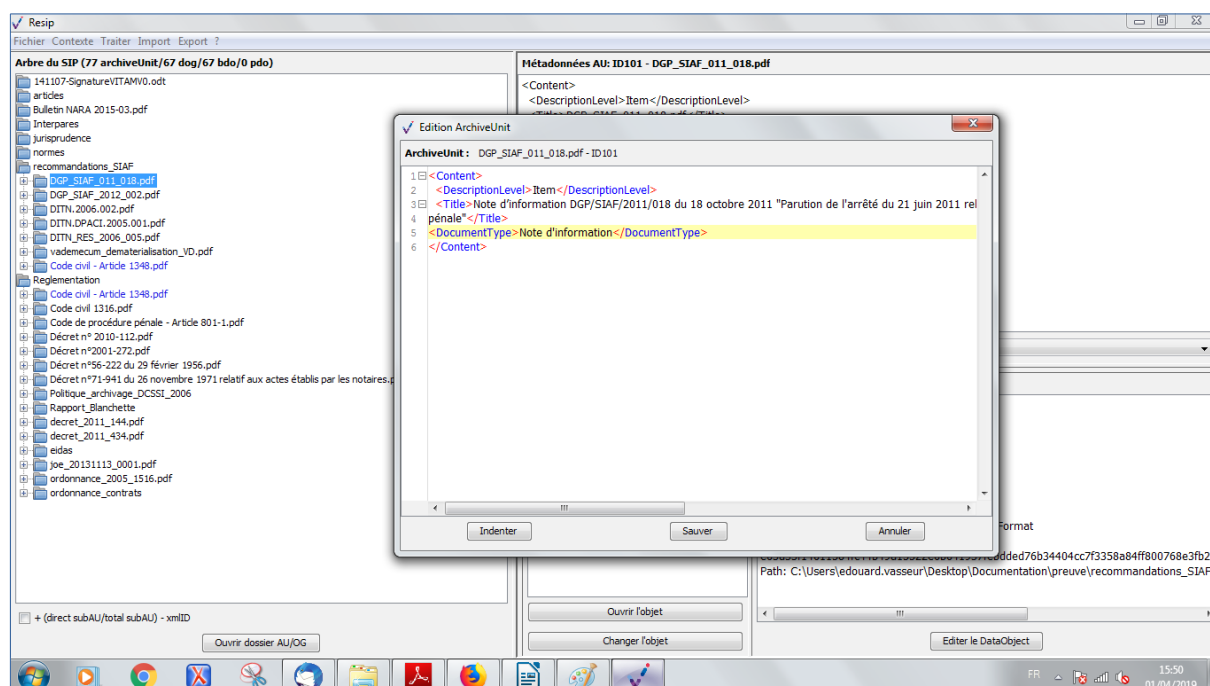 Resip
Fichier Contexte Traiter Import Export ?
Arbre du SIP (77 archiveUnit/67 dog/67 bdo/0 pdo)
141107-SignatureVITAMV0.odt
articles
Bulletin NARA 2015-03.pdf
Interpares
jurisprudence
normes
recommandations_SIAF
DGP_SIAF_011_018.pdf
DGP_SIAF_2012_002.pdf
DITN.2006.002.pdf
DITN.DPACI.2005.001.pdf
DITN_RES_2006_005.pdf
vademecum_dematerialisation_VD.pdf
Code civil - Article 1348.pdf
Reglementation
Code civil - Article 1348.pdf
Code civil 1316.pdf
Code de procédure pénale - Article 801-1.pdf
Décret n° 2010-112.pdf
Décret n°2001-272.pdf
Décret n°56-222 du 29 février 1956.pdf
Décret n°71-941 du 26 novembre 1971 relatif aux actes établis par les notaires.p
Politique_archivage_DCSSI_2006
Rapport_Blanchette
decret_2011_144.pdf
decret_2011_434.pdf
eidas
joe_20131113_0001.pdf
ordonnance_2005_1516.pdf
ordonnance_contrats
+ (direct subAU/total subAU) - xmlID
Ouvrir dossier AU/OG
Métadonnées AU: ID101 - DGP_SIAF_011_018.pdf
<Content>
<DescriptionLevel>Item</DescriptionLevel>
Edition ArchiveUnit
ArchiveUnit : DGP_SIAF_011_018.pdf - ID101
1 <Content>
2 <DescriptionLevel>Item</DescriptionLevel>
3 <Title>Note d'information DGP/SIAF/2011/018 du 18 octobre 2011 "Parution de l'arrêté du 21 juin 2011 rel
4 pénale"</Title>
5 <DocumentType>Note d'information</DocumentType>
6 </Content>
Indenter
Sauver
Annuler
Format
dded76b34404cc7f3358a84ff800768e3fb2
Path: C:\Users\edouard.vasseur\Desktop\Documentation\preuve\recommandations_SIAF
Ouvrir l'objet
Changer l'objet
Editer le DataObject
FR
15:50
01/04/2019